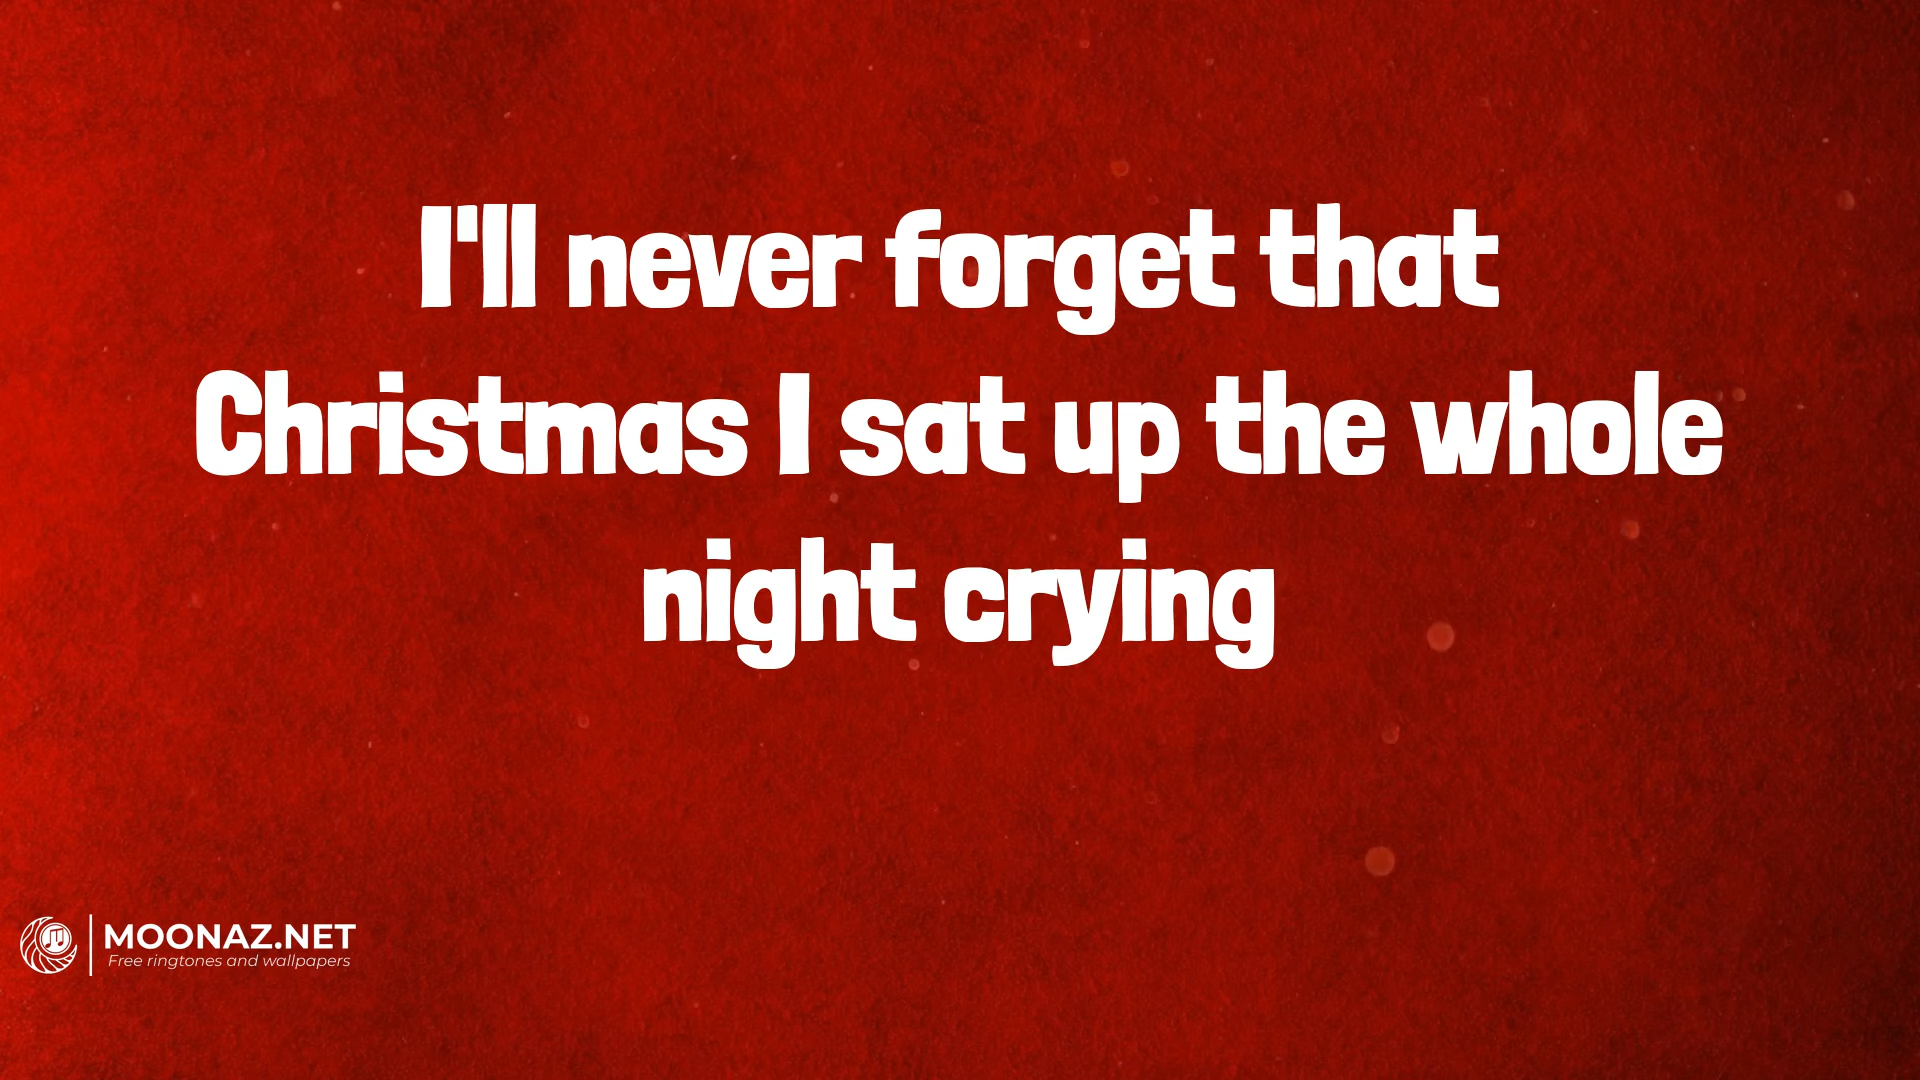 I'll never forget that
Christmas I sat up the whole
night crying
MOONAZ.NET
Free ringtones and wallpapers